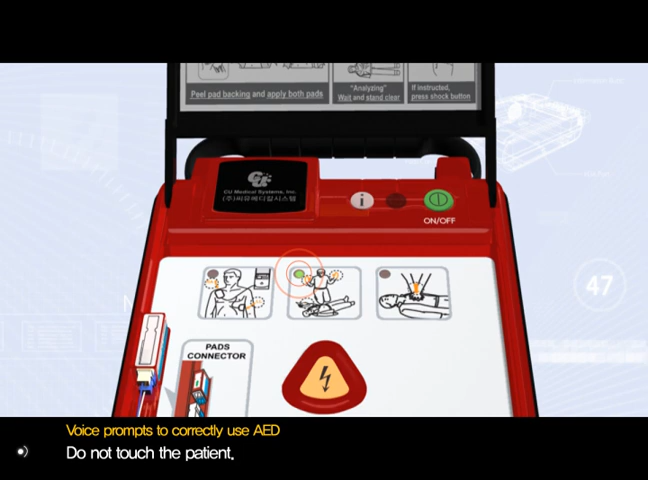 Peel pad backing and apply both pads
"Analyzing"
Wait and stand clear
If instructed,
press shock button
CU Medical Systems, Inc.
(주)씨유메디칼시스템
i
ON/OFF
47
PADS
CONNECTOR
Voice prompts to correctly use AED
Do not touch the patient,